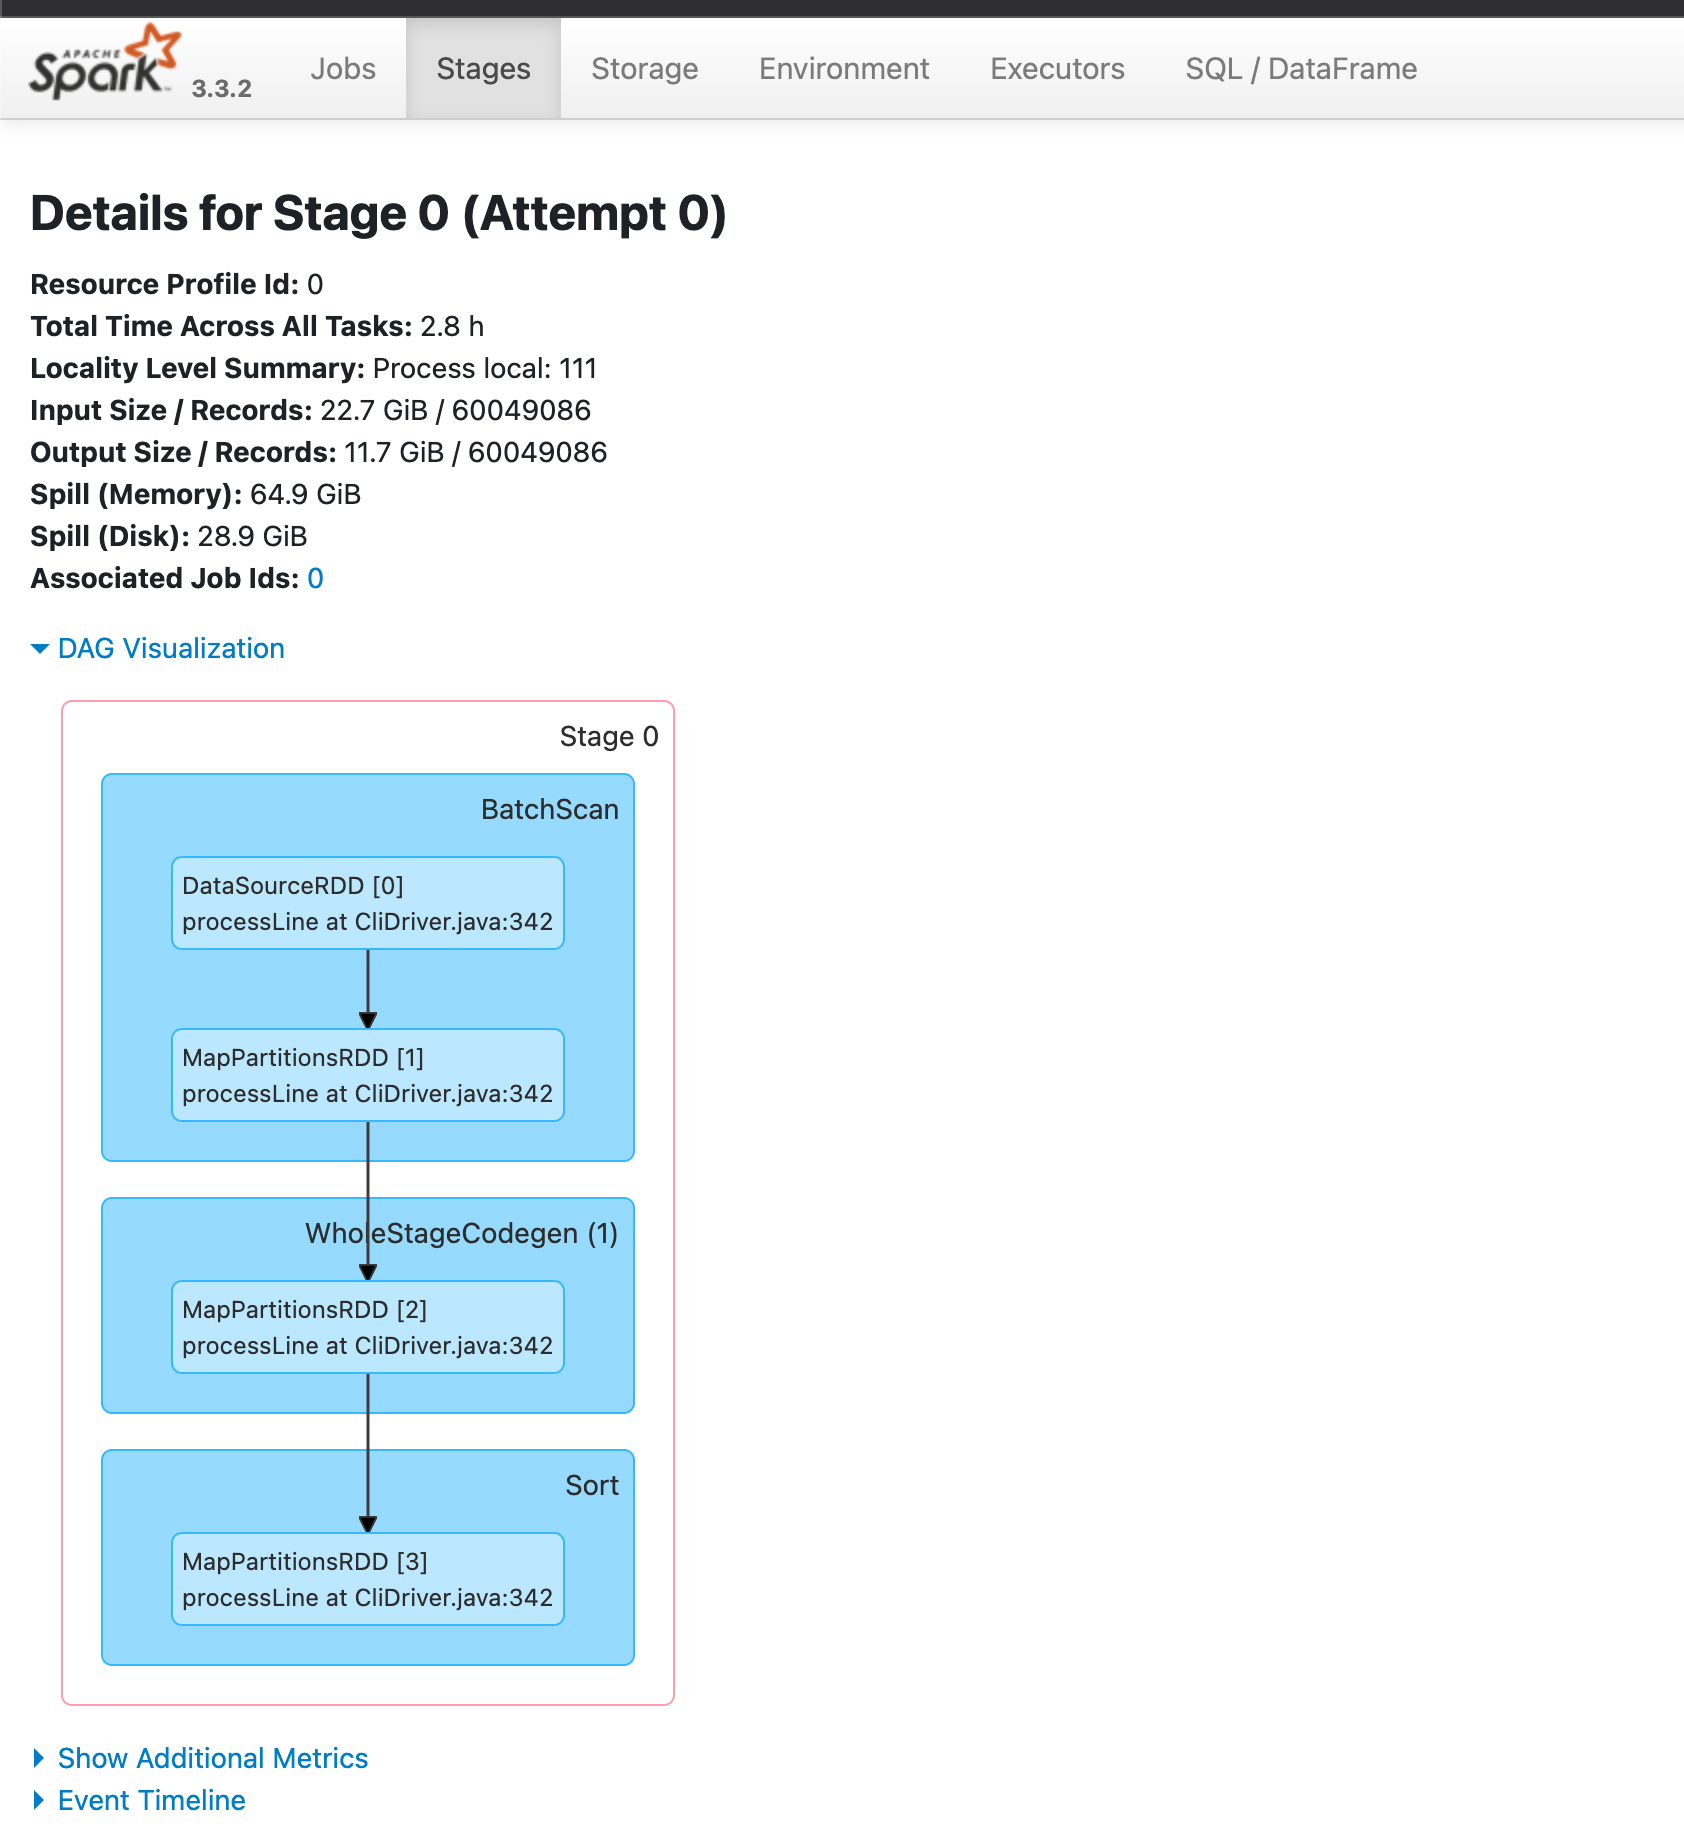 APACHE
Spark 3.3.2 Jobs Stages Storage Environment Executors SQL / DataFrame
Details for Stage 0 (Attempt 0)
Resource Profile Id: 0
Total Time Across All Tasks: 2.8 h
Locality Level Summary: Process local: 111
Input Size / Records: 22.7 GiB / 60049086
Output Size / Records: 11.7 GiB / 60049086
Spill (Memory): 64.9 GiB
Spill (Disk): 28.9 GiB
Associated Job Ids: 0
DAG Visualization
Stage 0
BatchScan
DataSourceRDD [0]
processLine at CliDriver.java:342
MapPartitionsRDD [1]
processLine at CliDriver.java:342
WholeStageCodegen (1)
MapPartitionsRDD [2]
processLine at CliDriver.java:342
Sort
MapPartitionsRDD [3]
processLine at CliDriver.java:342
Show Additional Metrics
Event Timeline